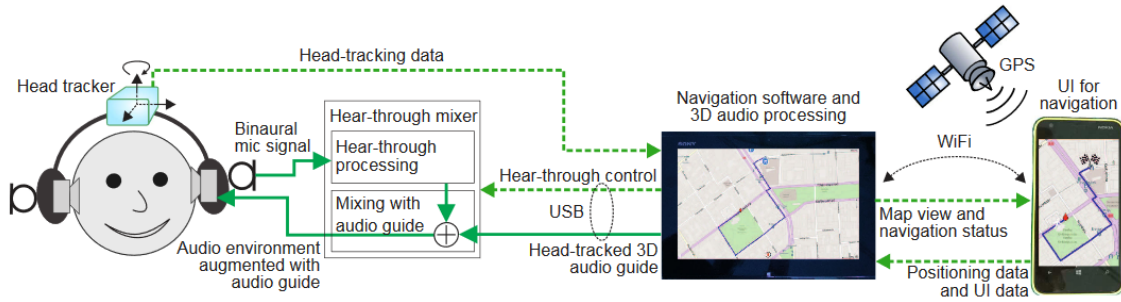 Head-tracking data
Head tracker
Binaural
mic signal
Hear-through mixer
Hear-through
processing
Mixing with
audio guide
Audio environment
augmented with
audio guide
Hear-through control
USB
Head-tracked 3D
audio guide
Navigation software and
3D audio processing
SONY
GPS
WiFi
Map view and
navigation status
Positioning data
and UI data
UI for
navigation
NOKIA